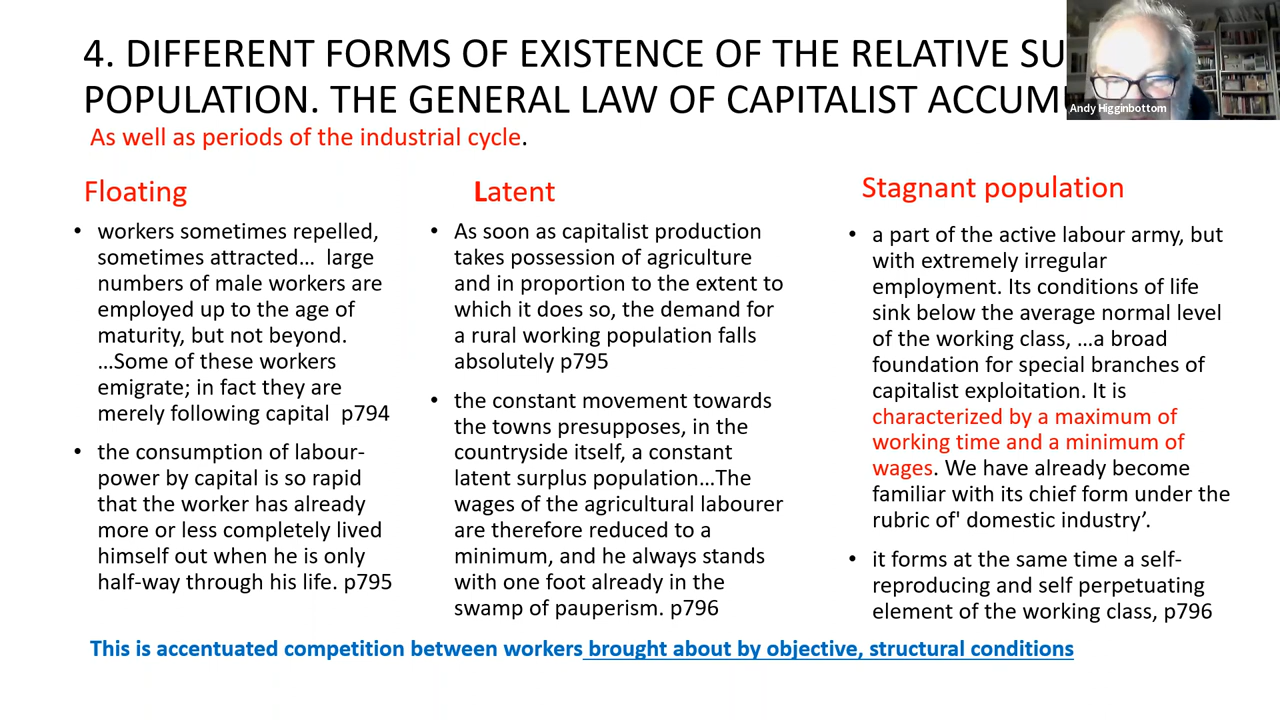 4. DIFFERENT FORMS OF EXISTENCE OF THE RELATIVE SU
POPULATION. THE GENERAL LAW OF CAPITALIST ACCUM
Andy Higginbottom
As well as periods of the industrial cycle.
Floating
• workers sometimes repelled,
sometimes attracted… large
numbers of male workers are
employed up to the age of
maturity, but not beyond.
…Some of these workers
emigrate; in fact they are
merely following capital p794
• the consumption of labour-
power by capital is so rapid
that the worker has already
more or less completely lived
himself out when he is only
half-way through his life. p795
Latent
• As soon as capitalist production
takes possession of agriculture
and in proportion to the extent to
which it does so, the demand for
a rural working population falls
absolutely p795
• the constant movement towards
the towns presupposes, in the
countryside itself, a constant
latent surplus population…The
wages of the agricultural labourer
are therefore reduced to a
minimum, and he always stands
with one foot already in the
swamp of pauperism. p796
Stagnant population
• a part of the active labour army, but
with extremely irregular
employment. Its conditions of life
sink below the average normal level
of the working class, …a broad
foundation for special branches of
capitalist exploitation. It is
characterized by a maximum of
working time and a minimum of
wages. We have already become
familiar with its chief form under the
rubric of' domestic industry’.
• it forms at the same time a self-
reproducing and self perpetuating
element of the working class, p796
This is accentuated competition between workers brought about by objective, structural conditions